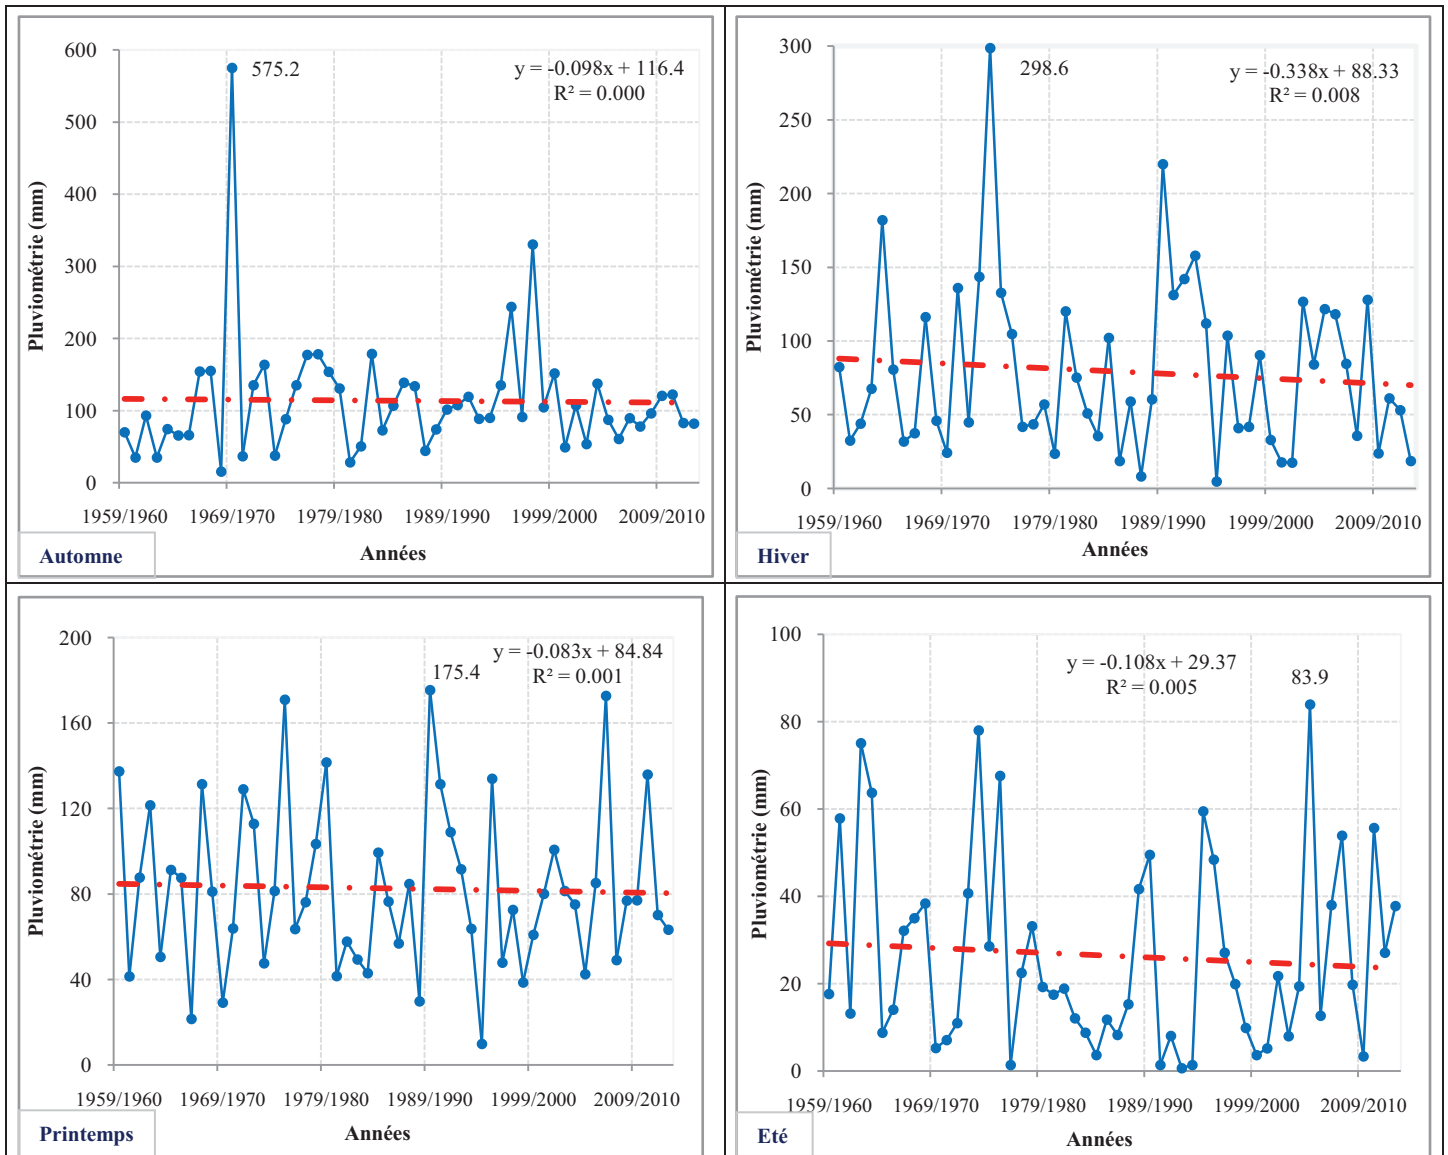 600
500
400
300
200
100
0
Pluviométrie (mm)
575.2
y = -0.098x + 116.4
R² = 0.000
1959/1960 1969/1970 1979/1980 1989/1990 1999/2000 2009/2010
Années
Automne
300
250
200
150
100
50
0
Pluviométrie (mm)
298.6
y = -0.338x + 88.33
R² = 0.008
1959/1960 1969/1970 1979/1980 1989/1990 1999/2000 2009/2010
Années
Hiver
200
160
120
80
40
0
Pluviométrie (mm)
175.4
y = -0.083x + 84.84
R² = 0.001
1959/1960 1969/1970 1979/1980 1989/1990 1999/2000 2009/2010
Années
Printemps
100
80
60
40
20
0
Pluviométrie (mm)
y = -0.108x + 29.37
R² = 0.005
83.9
1959/1960 1969/1970 1979/1980 1989/1990 1999/2000 2009/2010
Années
Eté